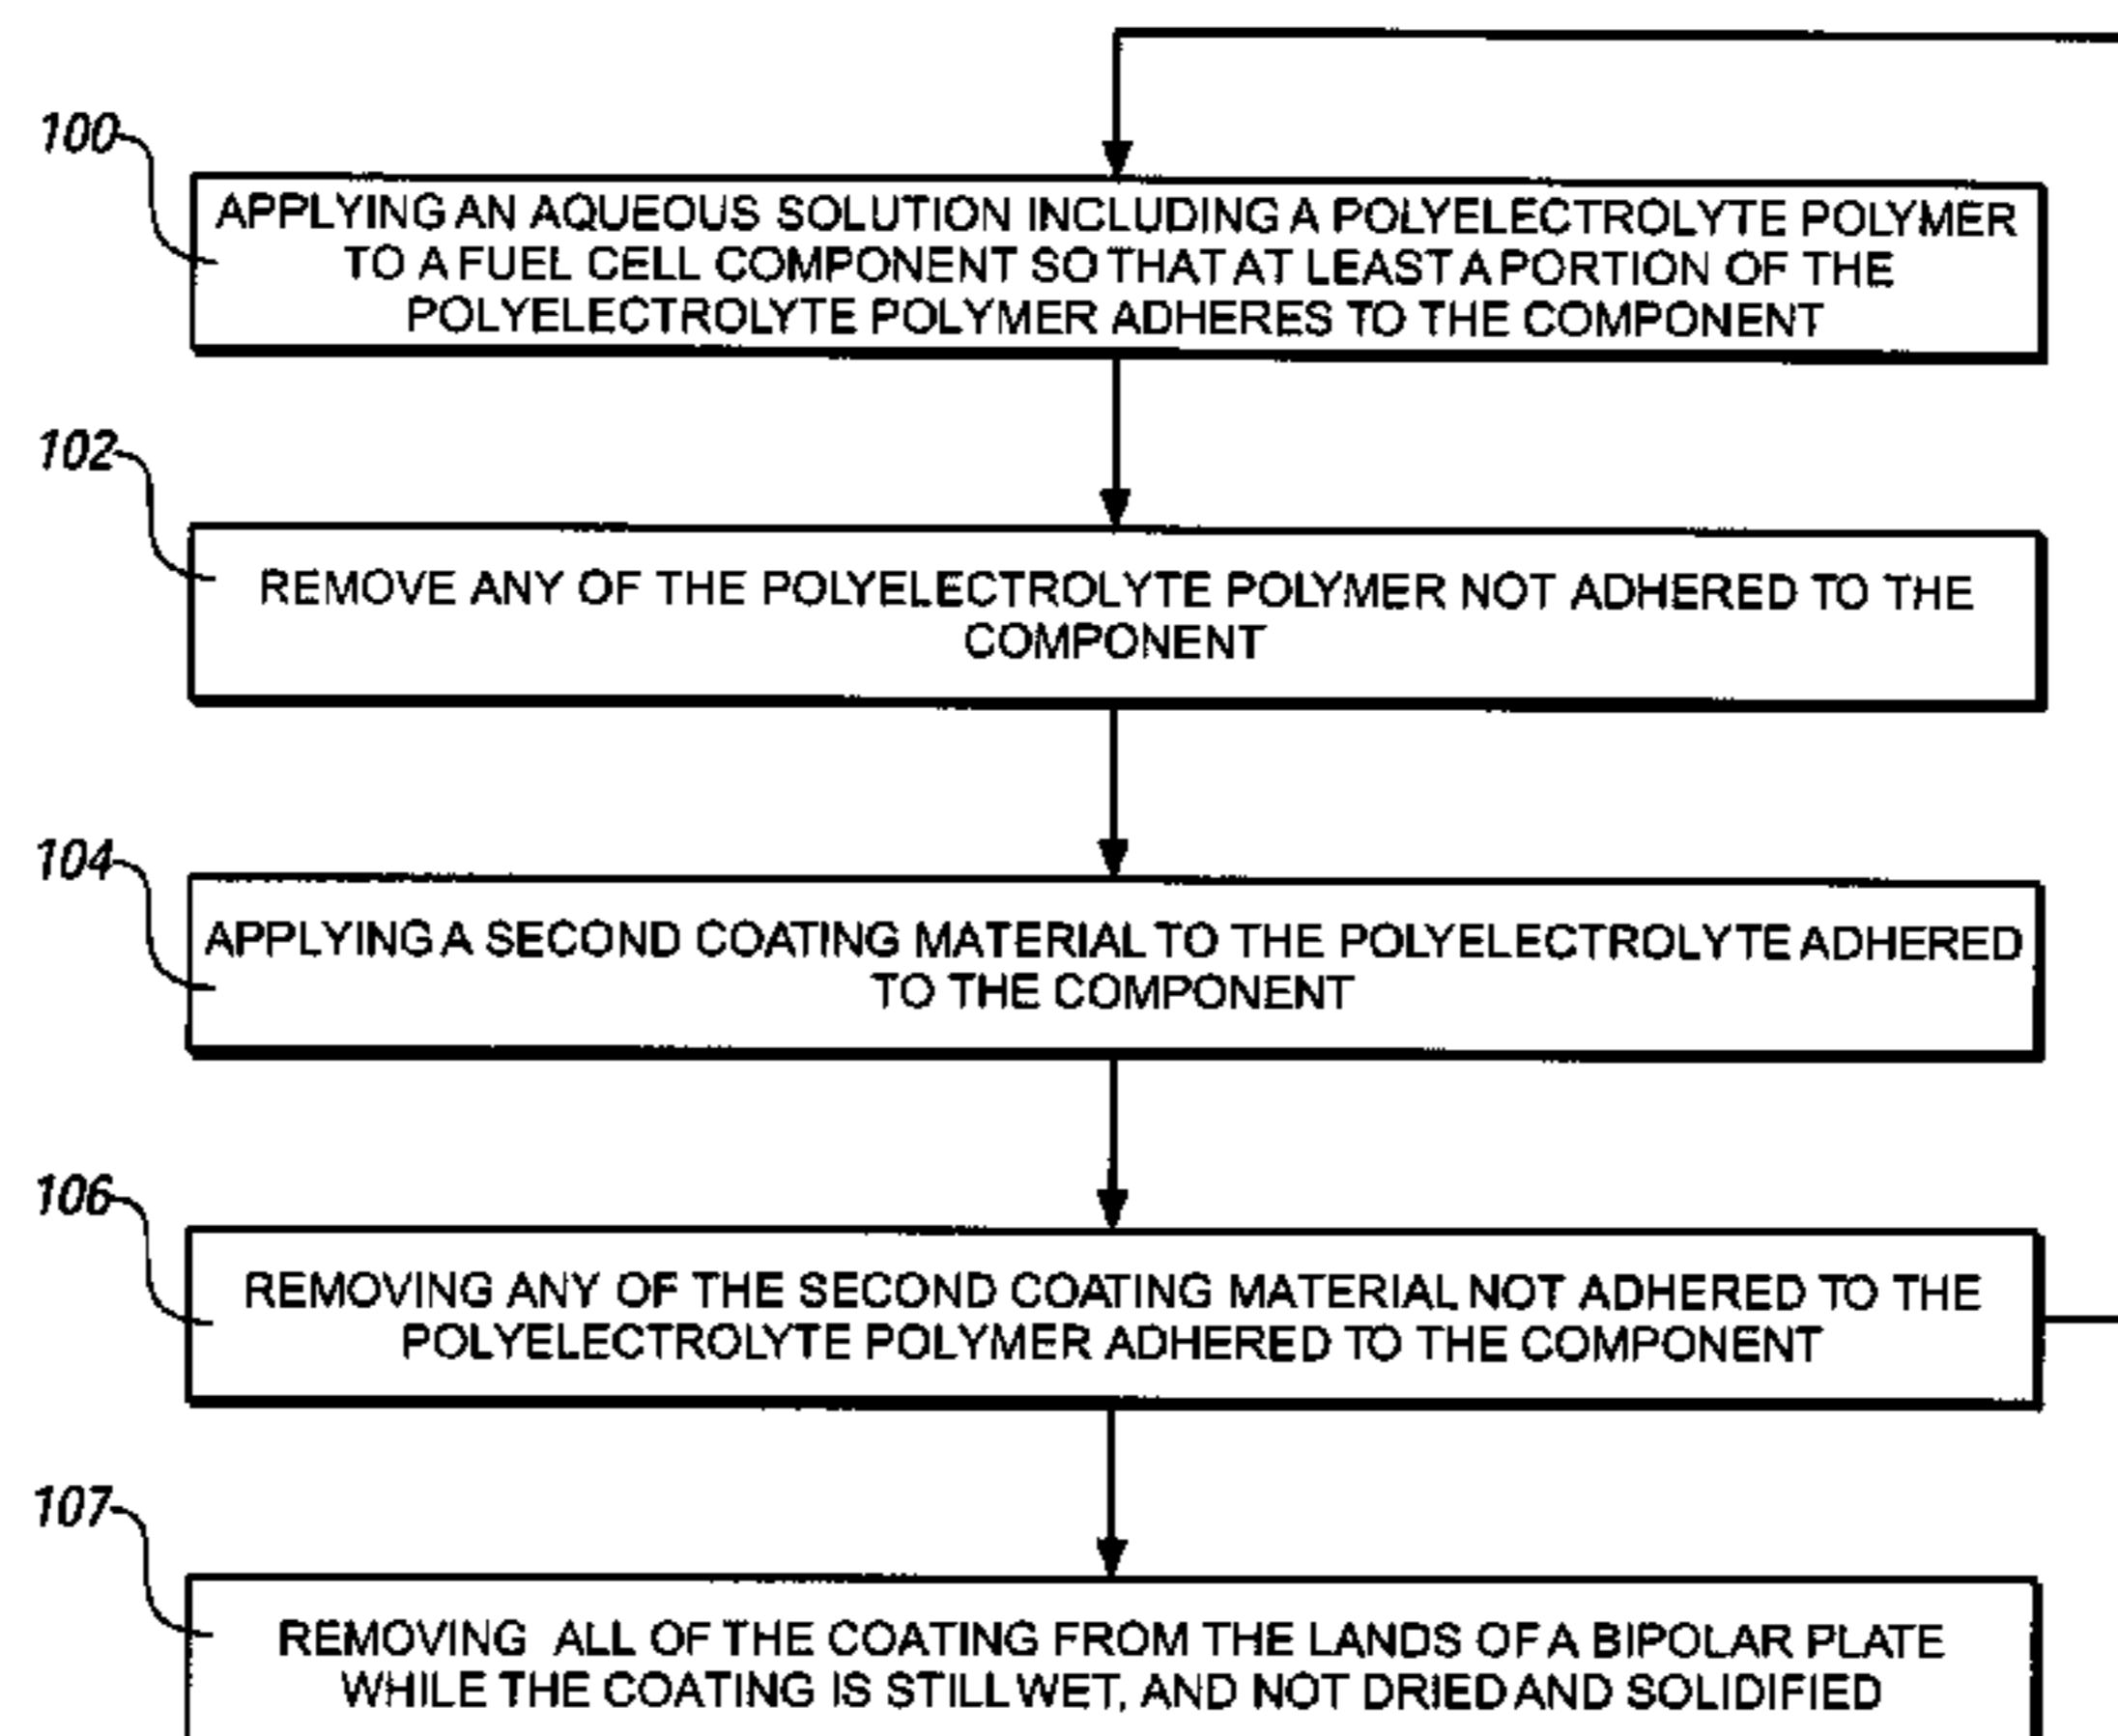 100
APPLYING AN AQUEOUS SOLUTION INCLUDING A POLYELECTROLYTE POLYMER
TO A FUEL CELL COMPONENT SO THAT AT LEAST A PORTION OF THE
POLYELECTROLYTE POLYMER ADHERES TO THE COMPONENT
102
REMOVE ANY OF THE POLYELECTROLYTE POLYMER NOT ADHERED TO THE
COMPONENT
104
APPLYING A SECOND COATING MATERIAL TO THE POLYELECTROLYTE ADHERED
TO THE COMPONENT
106
REMOVING ANY OF THE SECOND COATING MATERIAL NOT ADHERED TO THE
POLYELECTROLYTE POLYMER ADHERED TO THE COMPONENT
107
REMOVING ALL OF THE COATING FROM THE LANDS OF A BIPOLAR PLATE
WHILE THE COATING IS STILL WET, AND NOT DRIED AND SOLIDIFIED